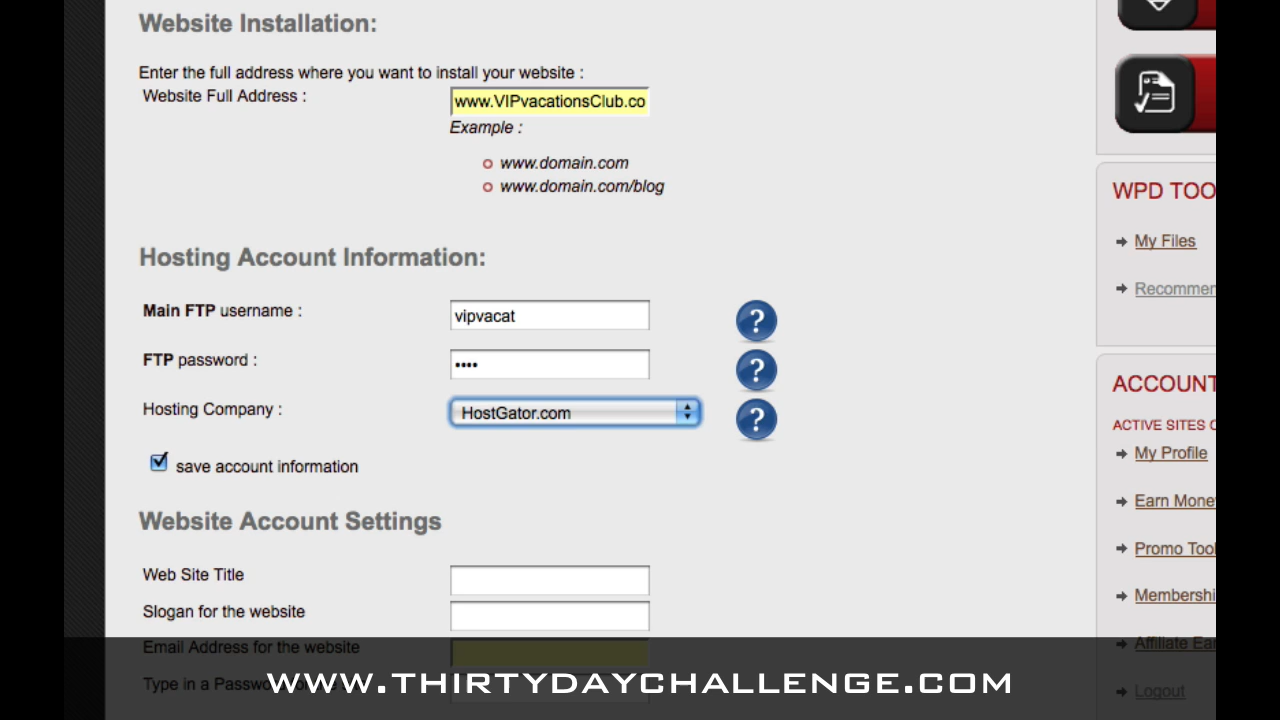 Website Installation:
Enter the full address where you want to install your website :
Website Full Address :
www.VIPvacationsClub.co
Example :
www.domain.com
www.domain.com/blog
Hosting Account Information:
Main FTP username :
vipvacat
?
FTP password :
••••
?
Hosting Company :
HostGator.com
?
save account information
Website Account Settings
Web Site Title
Slogan for the website
Email Address for the website
Type in a Passwo
WWW.THIRTYDAYCHALLENGE.COM
WPD TOO
My Files
Recommen
ACCOUNT
ACTIVE SITES
My Profile
Earn Mone
Promo Tool
Membershi
Affiliate Ear
Logout